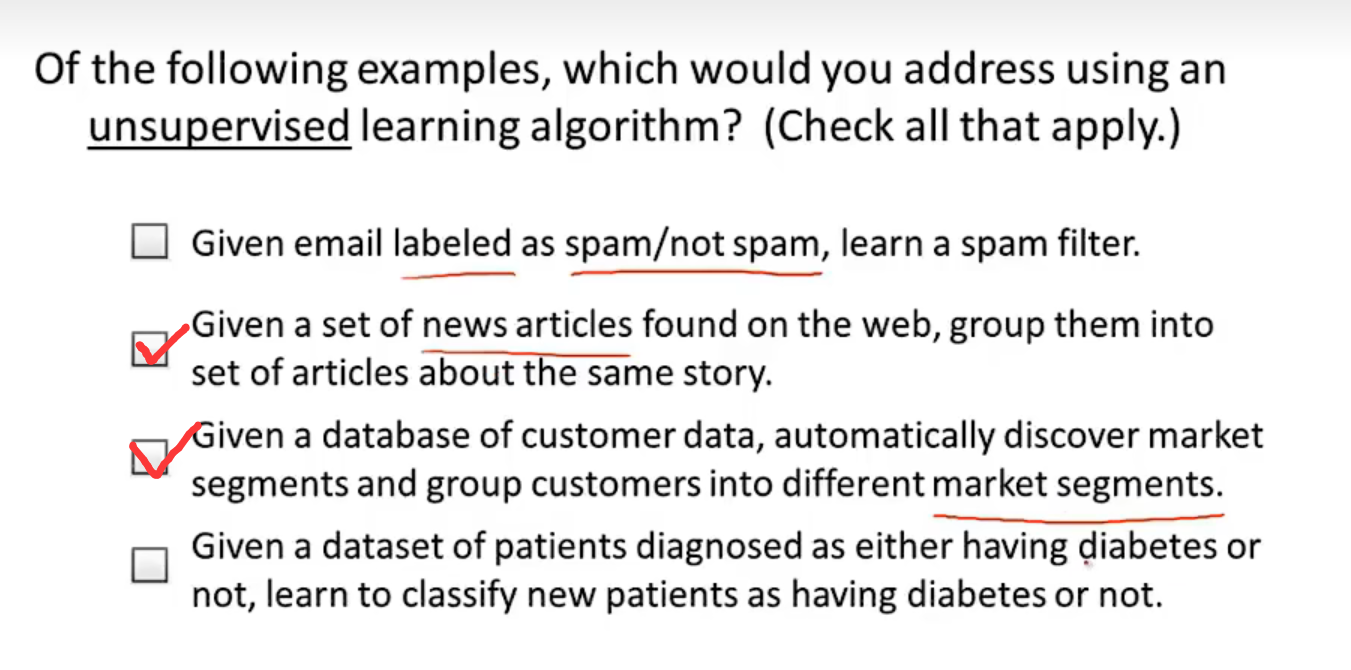 Of the following examples, which would you address using an
unsupervised learning algorithm? (Check all that apply.)
Given email labeled as spam/not spam, learn a spam filter.
Given a set of news articles found on the web, group them into
set of articles about the same story.
Given a database of customer data, automatically discover market
segments and group customers into different market segments.
Given a dataset of patients diagnosed as either having diabetes or
not, learn to classify new patients as having diabetes or not.